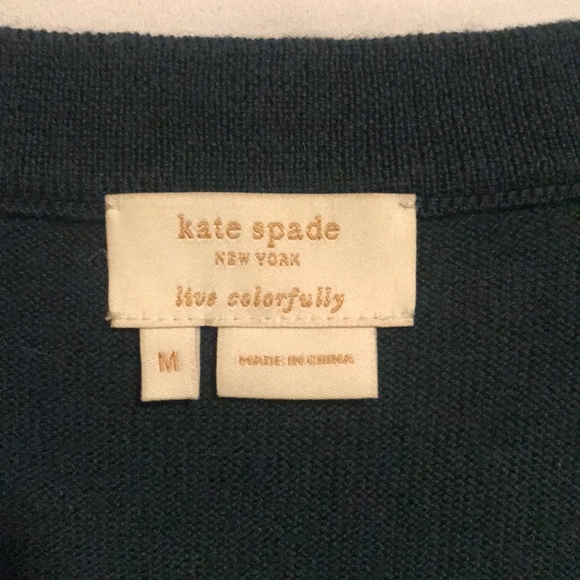 kate spade
NEW YORK
live colorfully
M
MADE IN CHINA